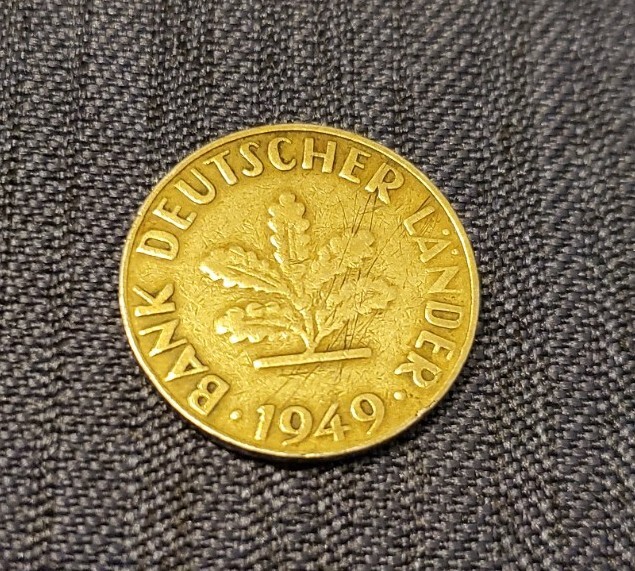 BANK DEUTSCHER LÄNDER
· 1949 ·